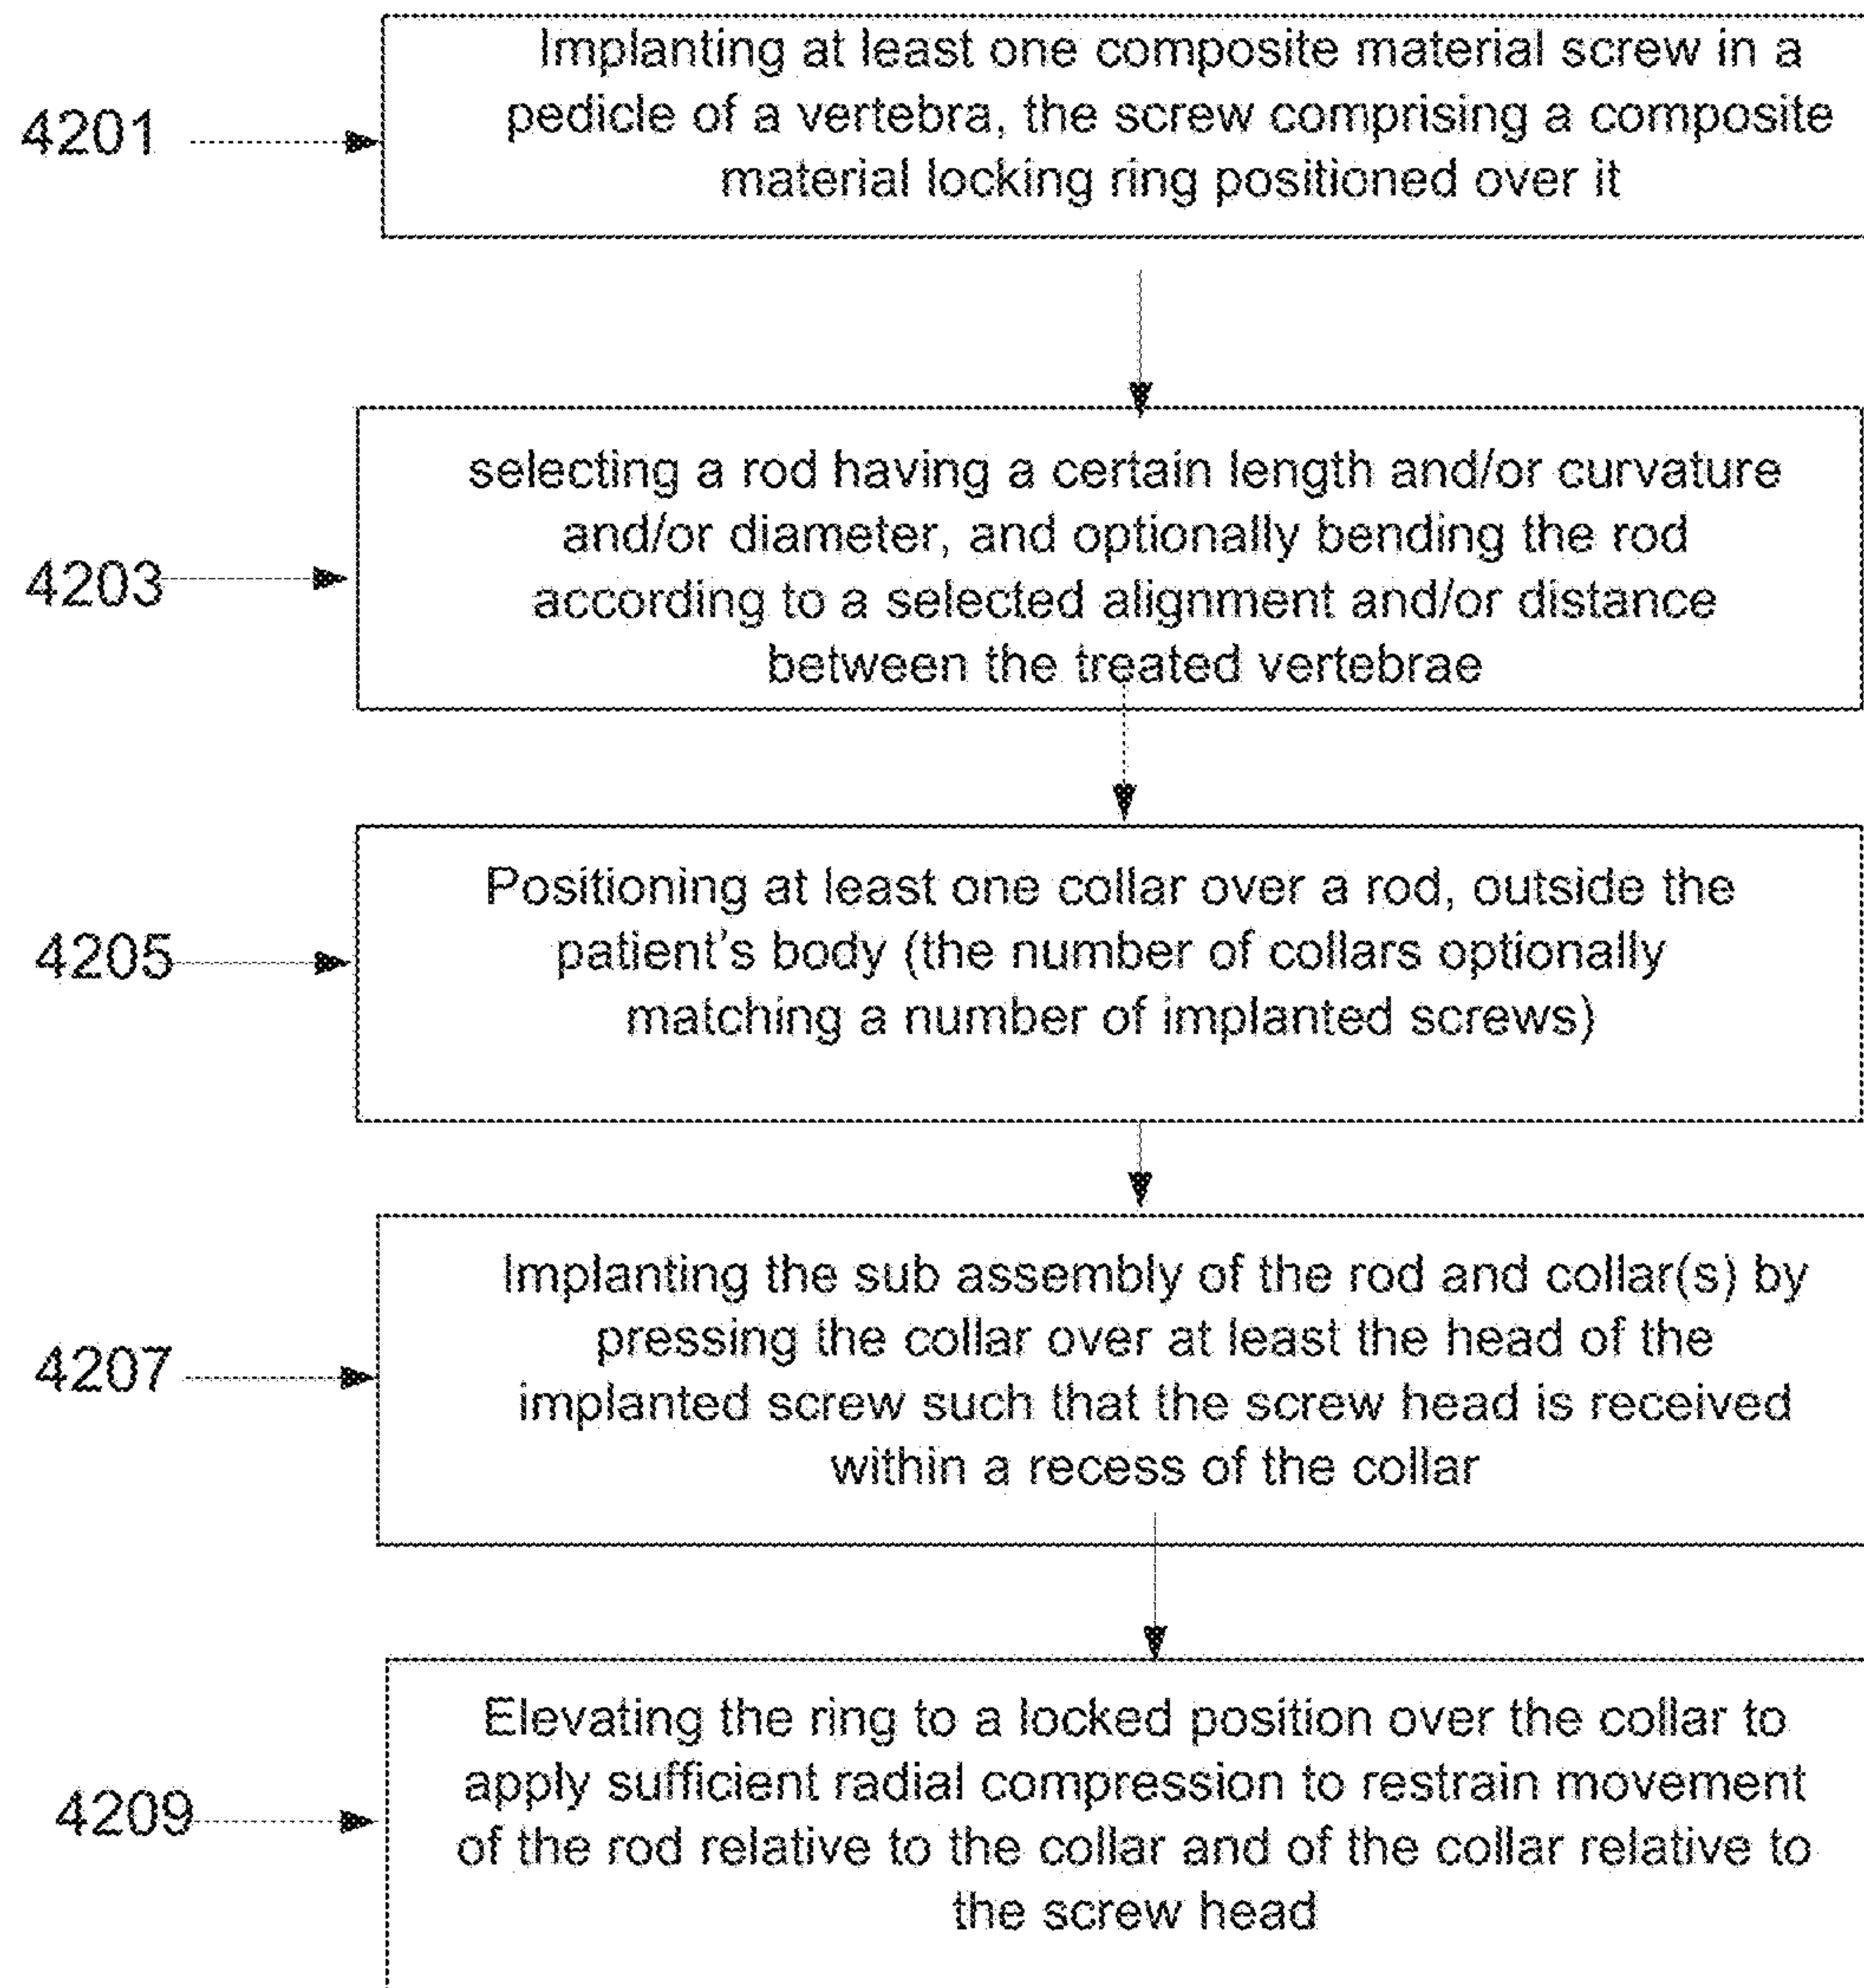 4201
Implanting at least one composite material screw in a
pedicle of a vertebra, the screw comprising a composite
material locking ring positioned over it
4203
selecting a rod having a certain length and/or curvature
and/or diameter, and optionally bending the rod
according to a selected alignment and/or distance
between the treated vertebrae
4205
Positioning at least one collar over a rod, outside the
patient's body (the number of collars optionally
matching a number of implanted screws)
4207
Implanting the sub assembly of the rod and collar(s) by
pressing the collar over at least the head of the
implanted screw such that the screw head is received
within a recess of the collar
4209
Elevating the ring to a locked position over the collar to
apply sufficient radial compression to restrain movement
of the rod relative to the collar and of the collar relative to
the screw head